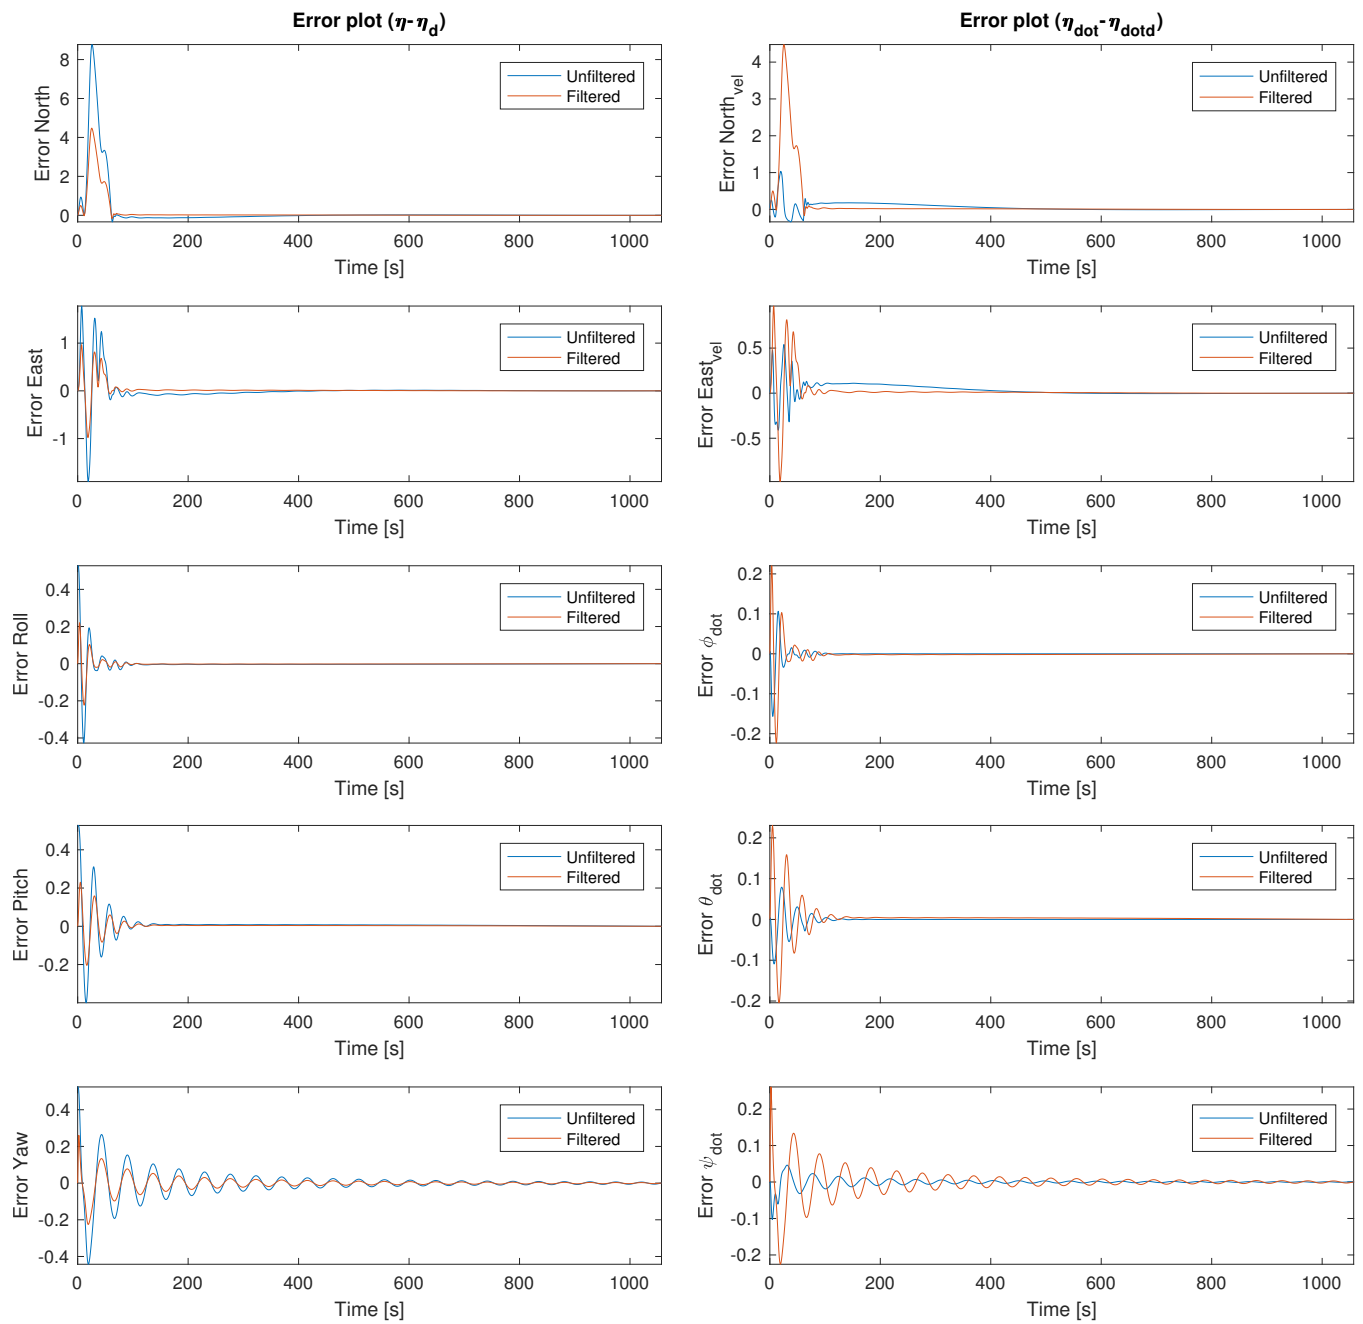 Error plot (η-η_d)
Error North
8
6
4
2
0
Unfiltered
Filtered
0 200 400 600 800 1000
Time [s]
Error East
1
0
-1
Unfiltered
Filtered
0 200 400 600 800 1000
Time [s]
Error Roll
0.4
0.2
0
-0.2
-0.4
Unfiltered
Filtered
0 200 400 600 800 1000
Time [s]
Error Pitch
0.4
0.2
0
-0.2
Unfiltered
Filtered
0 200 400 600 800 1000
Time [s]
Error Yaw
0.4
0.2
0
-0.2
-0.4
Unfiltered
Filtered
0 200 400 600 800 1000
Time [s]
Error plot (η_dot-η_dotd)
Error North_vel
4
3
2
1
0
Unfiltered
Filtered
0 200 400 600 800 1000
Time [s]
Error East_vel
0.5
0
-0.5
Unfiltered
Filtered
0 200 400 600 800 1000
Time [s]
Error ϕ_dot
0.2
0.1
0
-0.1
-0.2
Unfiltered
Filtered
0 200 400 600 800 1000
Time [s]
Error θ_dot
0.2
0.1
0
-0.1
-0.2
Unfiltered
Filtered
0 200 400 600 800 1000
Time [s]
Error ψ_dot
0.2
0.1
0
-0.1
-0.2
Unfiltered
Filtered
0 200 400 600 800 1000
Time [s]